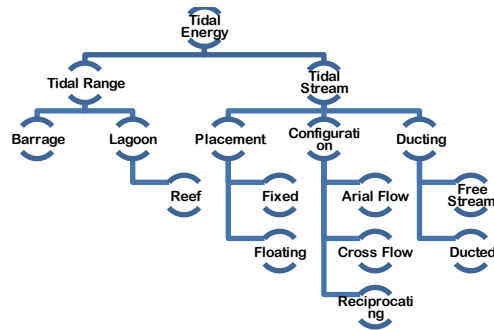 Tidal
Energy
Tidal Range
Tidal
Stream
Barrage
Lagoon
Placement
Configurati
on
Ducting
Reef
Fixed
Arial Flow
Free
Stream
Floating
Cross Flow
Ducted
Reciprocati
ng